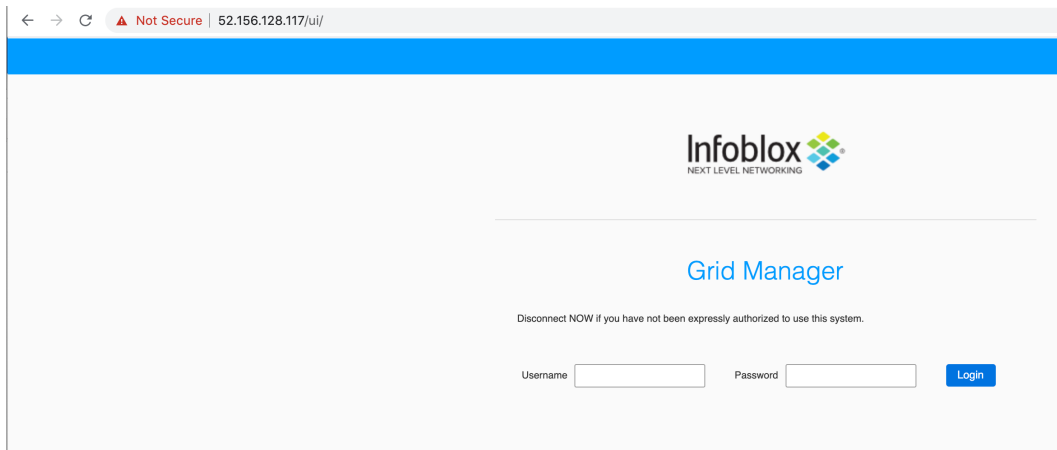 Not Secure 52.156.128.117/ui/
Infoblox ®
NEXT LEVEL NETWORKING
Grid Manager
Disconnect NOW if you have not been expressly authorized to use this system.
Username Password Login